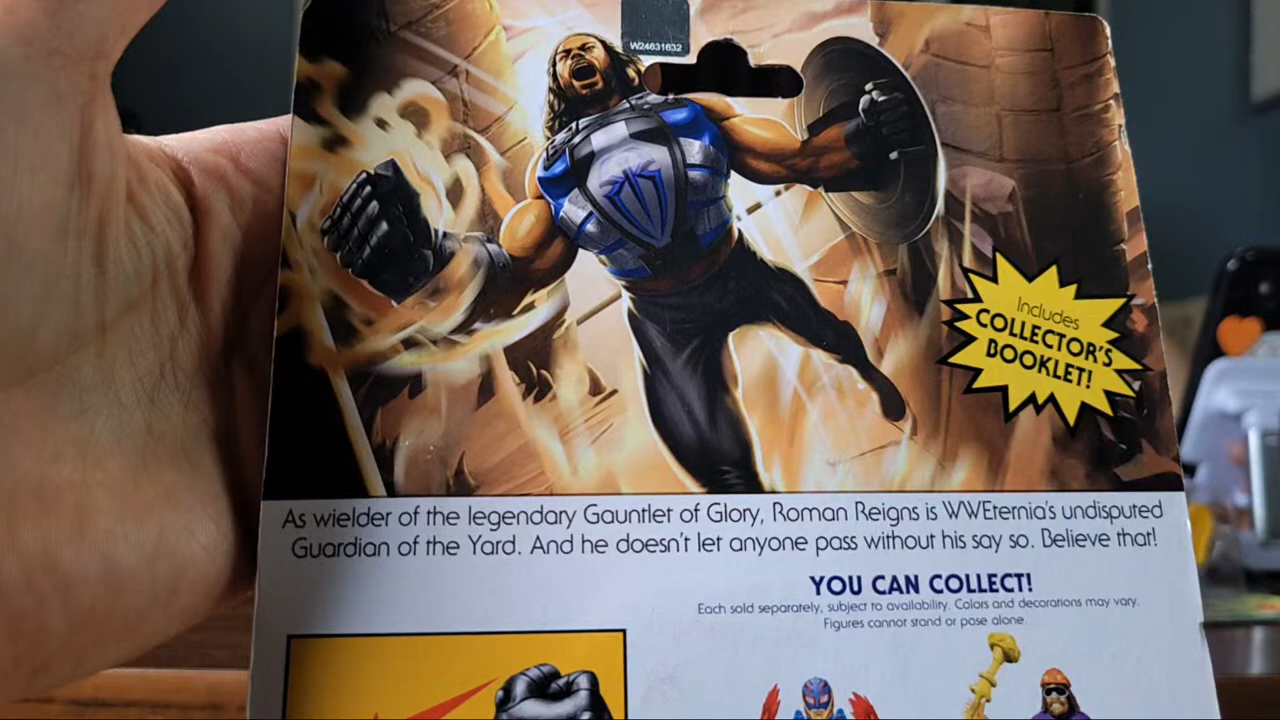 W24631632
Includes
COLLECTOR'S
BOOKLET!
As wielder of the legendary Gauntlet of Glory, Roman Reigns is WWEternia's undisputed
Guardian of the Yard. And he doesn't let anyone pass without his say so. Believe that!
YOU CAN COLLECT!
Each sold separately, subject to availability. Colors and decorations may vary.
Figures cannot stand or pose alone.